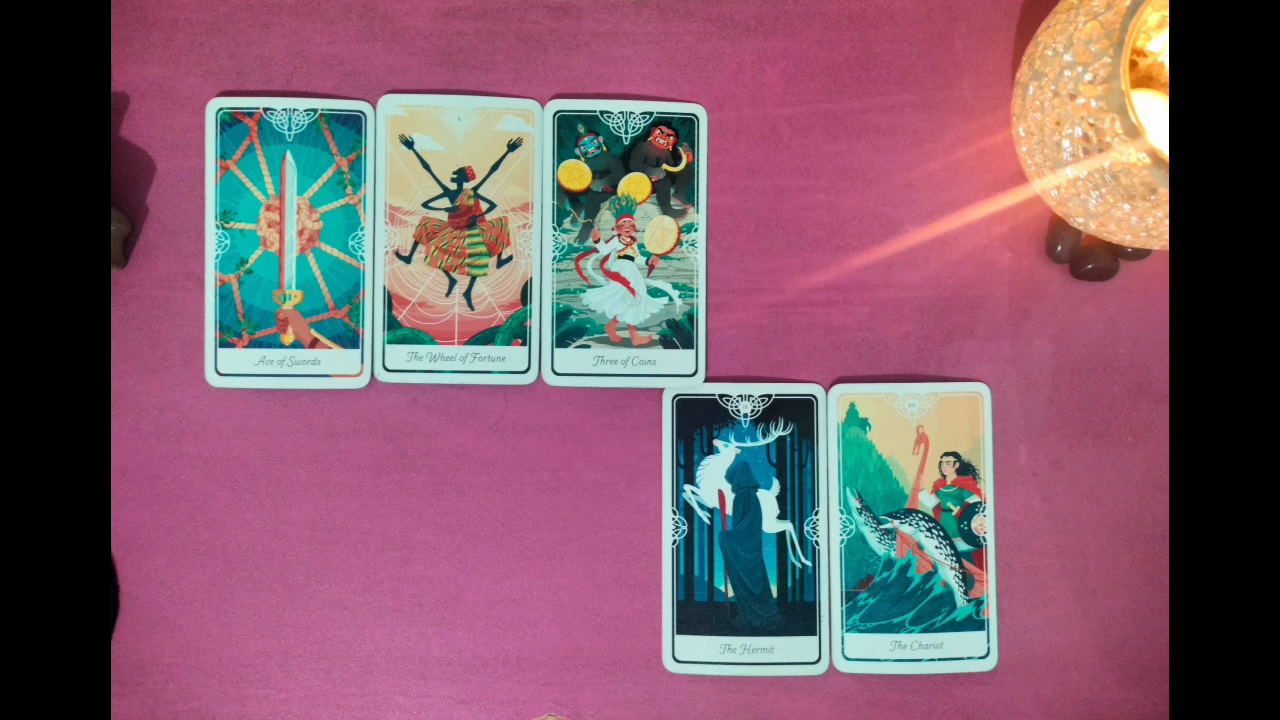 Ace of Swords
X
The Wheel of Fortune
Three of Coins
The Hermit
The Chariot